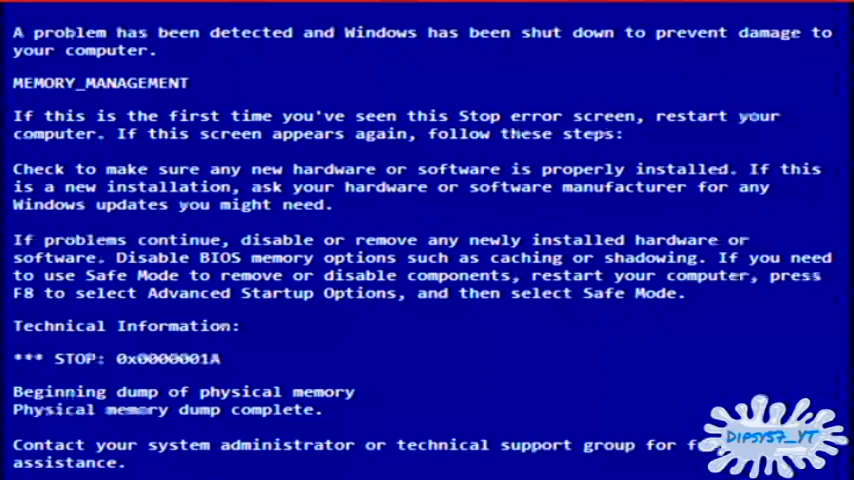 A problem has been detected and Windows has been shut down to prevent damage to
your computer.
MEMORY_MANAGEMENT
If this is the first time you've seen this Stop error screen, restart your
computer. If this screen appears again, follow these steps:
Check to make sure any new hardware or software is properly installed. If this
is a new installation, ask your hardware or software manufacturer for any
Windows updates you might need.
If problems continue, disable or remove any newly installed hardware or
software. Disable BIOS memory options such as caching or shadowing. If you need
to use Safe Mode to remove or disable components, restart your computer, press
F8 to select Advanced Startup Options, and then select Safe Mode.
Technical Information:
*** STOP: 0x0000001A
Beginning dump of physical memory
Physical memory dump complete.
Contact your system administrator or technical support group for
assistance.
DIPSY57_YT